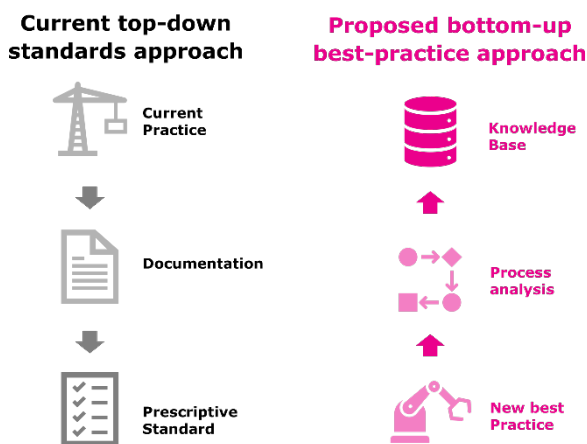 Current top-down
standards approach
Current
Practice
Documentation
Prescriptive
Standard
Proposed bottom-up
best-practice approach
Knowledge
Base
Process
analysis
New best
Practice